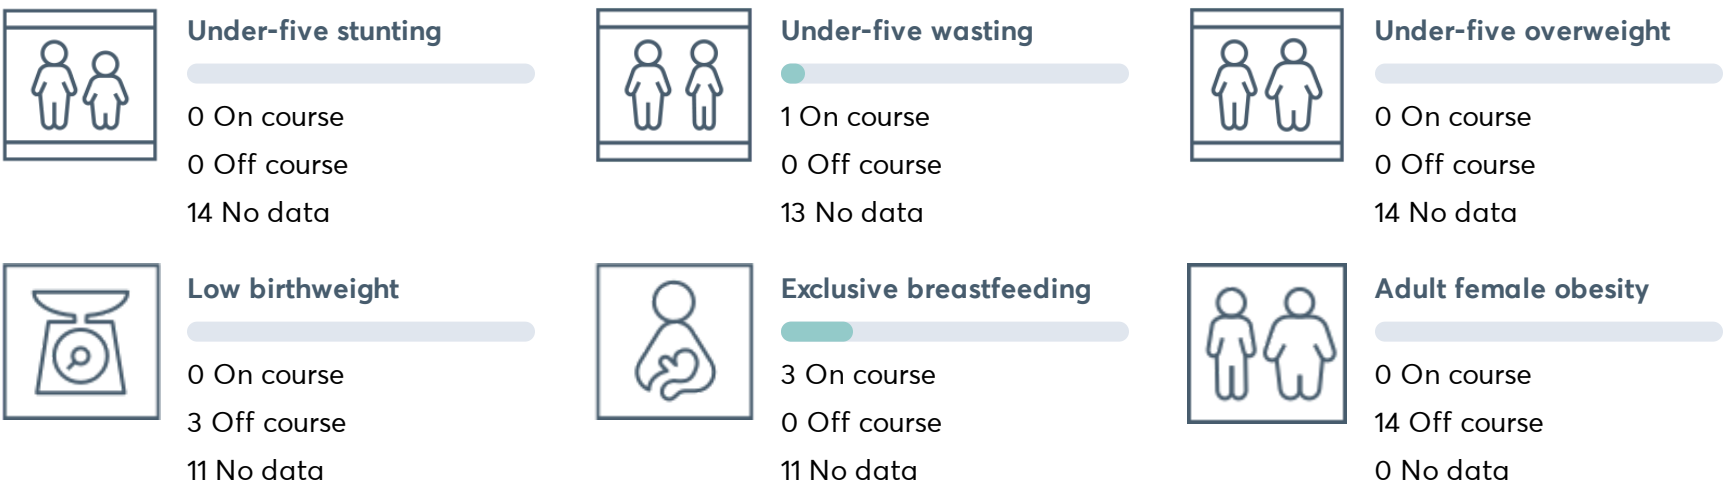 Under-five stunting
0 On course
0 Off course
14 No data
Under-five wasting
1 On course
0 Off course
13 No data
Under-five overweight
0 On course
0 Off course
14 No data
Low birthweight
0 On course
3 Off course
11 No data
Exclusive breastfeeding
3 On course
0 Off course
11 No data
Adult female obesity
0 On course
14 Off course
0 No data